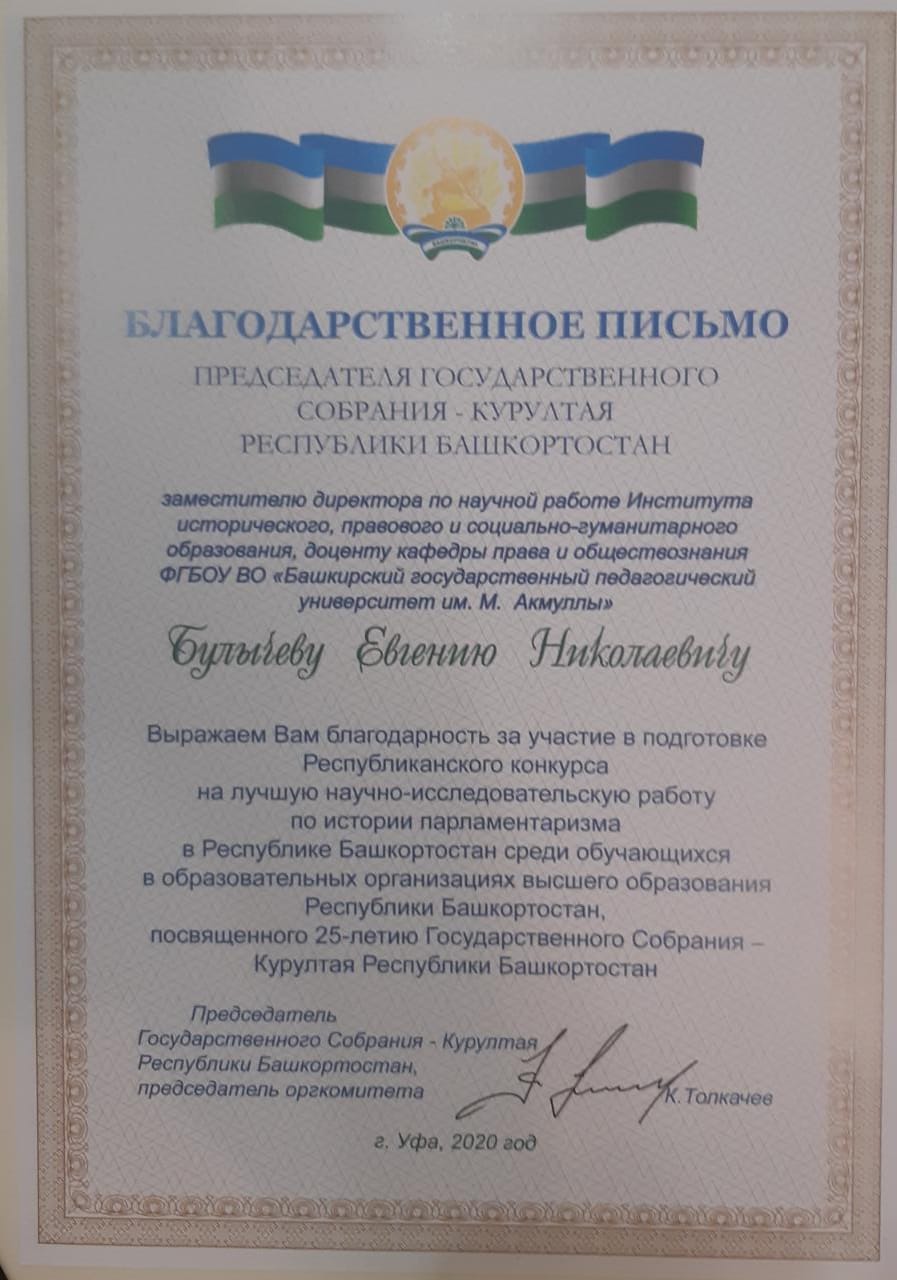 БАШКОРТОСТАН
БЛАГОДАРСТВЕННОЕ ПИСЬМО
ПРЕДСЕДАТЕЛЯ ГОСУДАРСТВЕННОГО
СОБРАНИЯ - КУРУЛТАЯ
РЕСПУБЛИКИ БАШКОРТОСТАН
заместителю директора по научной работе Института
исторического, правового и социально-гуманитарного
образования, доценту кафедры права и обществознания
ФГБОУ ВО «Башкирский государственный педагогический
университет им. М. Акмуллы»
Булычеву Евгению Николаевичу
Выражаем Вам благодарность за участие в подготовке
Республиканского конкурса
на лучшую научно-исследовательскую работу
по истории парламентаризма
в Республике Башкортостан среди обучающихся
в образовательных организациях высшего образования
Республики Башкортостан,
посвященного 25-летию Государственного Собрания –
Курултая Республики Башкортостан
Председатель
Государственного Собрания - Курултая
Республики Башкортостан,
председатель оргкомитета
К.Толкачев
г. Уфа, 2020 год